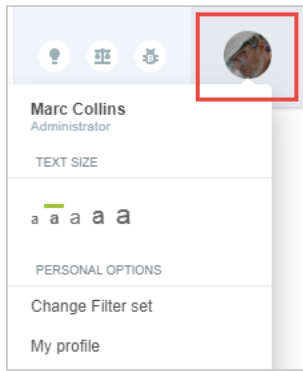 Marc Collins
Administrator
TEXT SIZE
a a a a a
PERSONAL OPTIONS
Change Filter set
My profile